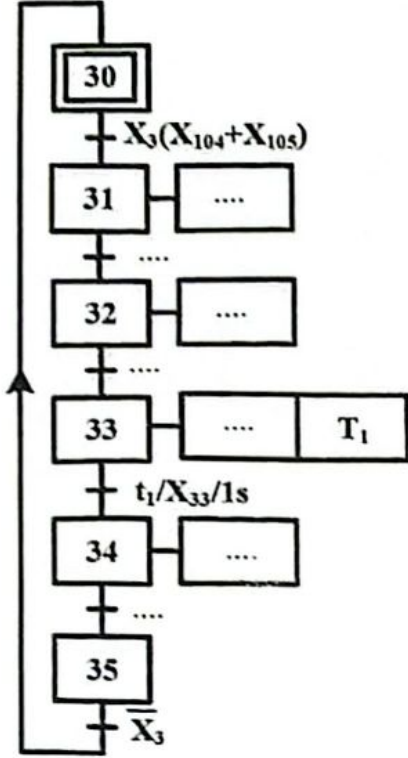 30
X₃(X₁₀₄+X₁₀₅)
31 ....
....
32 ....
....
33 .... T₁
t₁/X₃₃/1s
34 ....
....
35
X̅₃